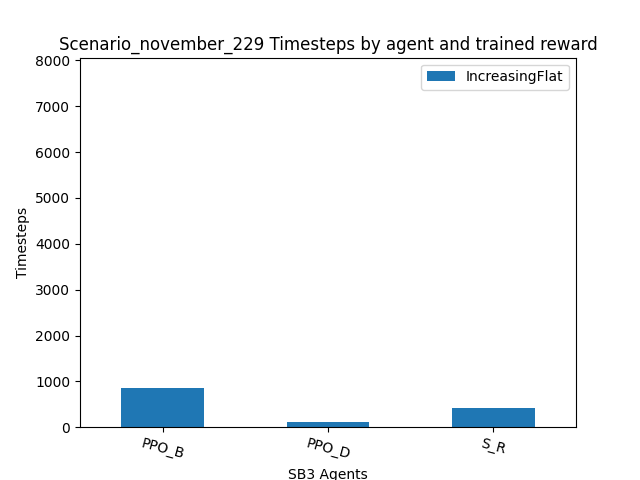 Scenario_november_229 Timesteps by agent and trained reward
IncreasingFlat
8000
7000
6000
5000
4000
3000
2000
1000
0
Timesteps
PPO_B
PPO_D
S_R
SB3 Agents